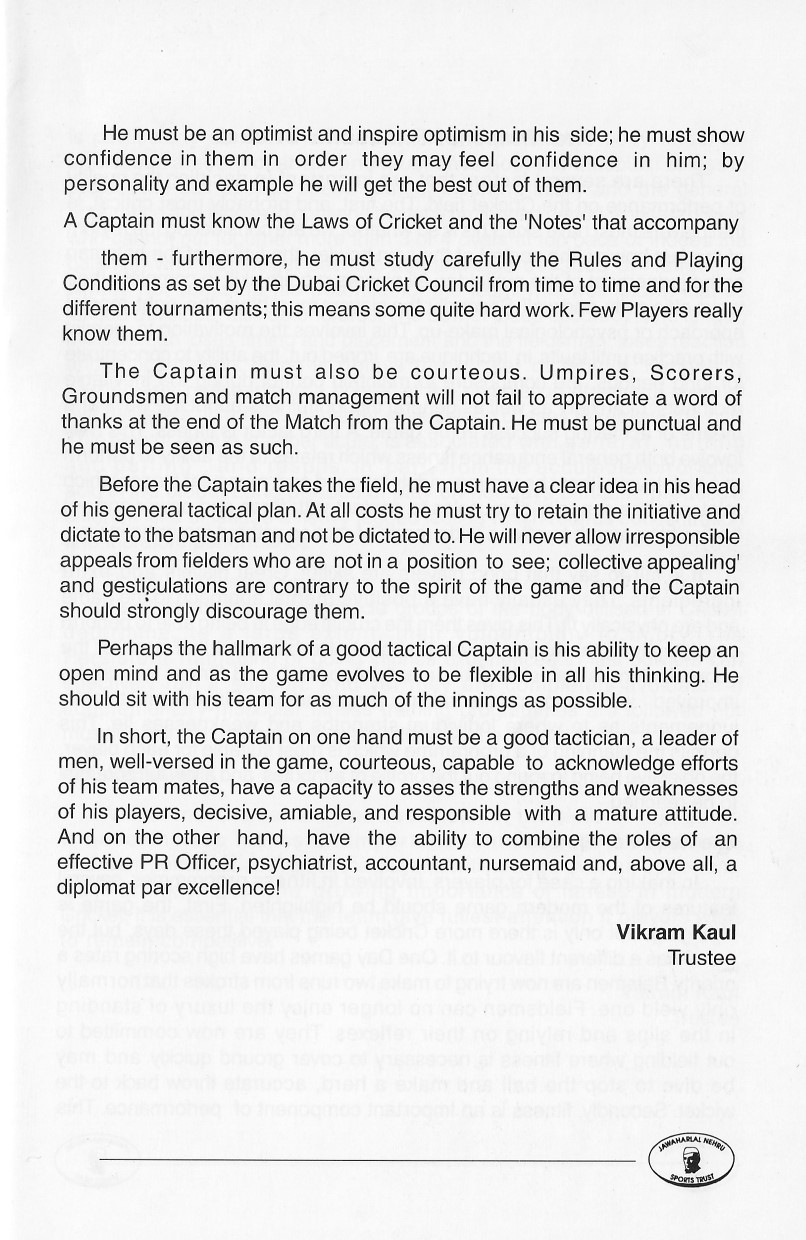 He must be an optimist and inspire optimism in his side; he must show
confidence in them in order they may feel confidence in him; by
personality and example he will get the best out of them.
A Captain must know the Laws of Cricket and the 'Notes' that accompany
them - furthermore, he must study carefully the Rules and Playing
Conditions as set by the Dubai Cricket Council from time to time and for the
different tournaments; this means some quite hard work. Few Players really
know them.
The Captain must also be courteous. Umpires, Scorers,
Groundsmen and match management will not fail to appreciate a word of
thanks at the end of the Match from the Captain. He must be punctual and
he must be seen as such.
Before the Captain takes the field, he must have a clear idea in his head
of his general tactical plan. At all costs he must try to retain the initiative and
dictate to the batsman and not be dictated to. He will never allow irresponsible
appeals from fielders who are not in a position to see; collective appealing'
and gesticulations are contrary to the spirit of the game and the Captain
should strongly discourage them.
Perhaps the hallmark of a good tactical Captain is his ability to keep an
open mind and as the game evolves to be flexible in all his thinking. He
should sit with his team for as much of the innings as possible.
In short, the Captain on one hand must be a good tactician, a leader of
men, well-versed in the game, courteous, capable to acknowledge efforts
of his team mates, have a capacity to asses the strengths and weaknesses
of his players, decisive, amiable, and responsible with a mature attitude.
And on the other hand, have the ability to combine the roles of an
effective PR Officer, psychiatrist, accountant, nursemaid and, above all, a
diplomat par excellence!
Vikram Kaul
Trustee
JAWAHARLAL NEHRU
SPORTS TRUST